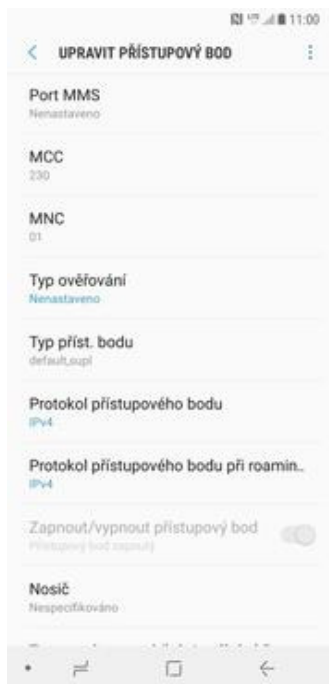 11:00
UPRAVIT PŘÍSTUPOVÝ BOD
Port MMS
Nenastaveno
MCC
230
MNC
01
Typ ověřování
Nenastaveno
Typ příst. bodu
default,supl
Protokol přístupového bodu
IPv4
Protokol přístupového bodu při roamin..
IPv4
Zapnout/vypnout přístupový bod
Přístupový bod zapnutý
Nosič
Nespecifikováno